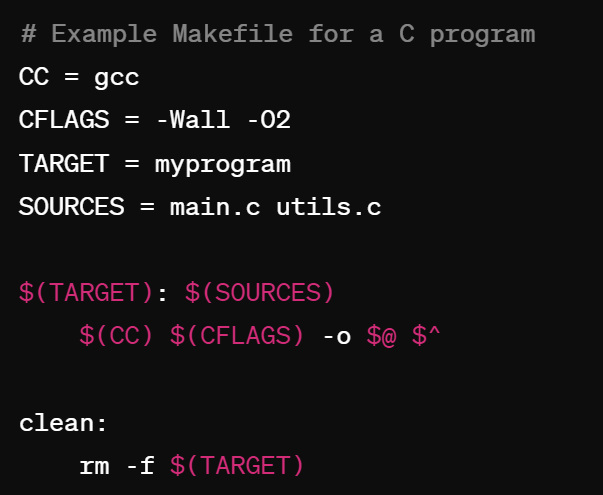 # Example Makefile for a C program
CC = gcc
CFLAGS = -Wall -O2
TARGET = myprogram
SOURCES = main.c utils.c

$(TARGET): $(SOURCES)
    $(CC) $(CFLAGS) -o $@ $^

clean:
    rm -f $(TARGET)